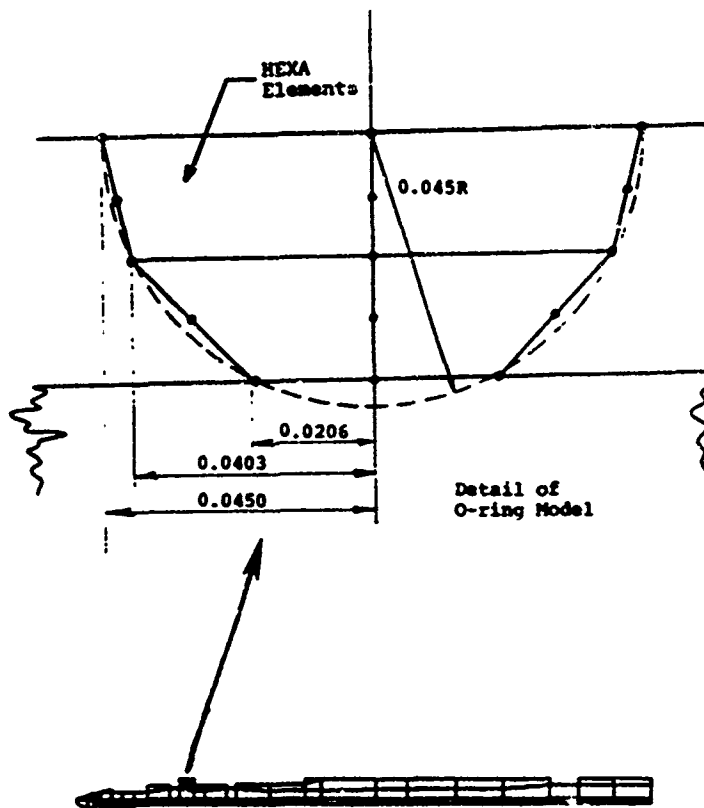 HEXA
Elements
0.045R
0.0206
0.0403
0.0450
Detail of
O-ring Model